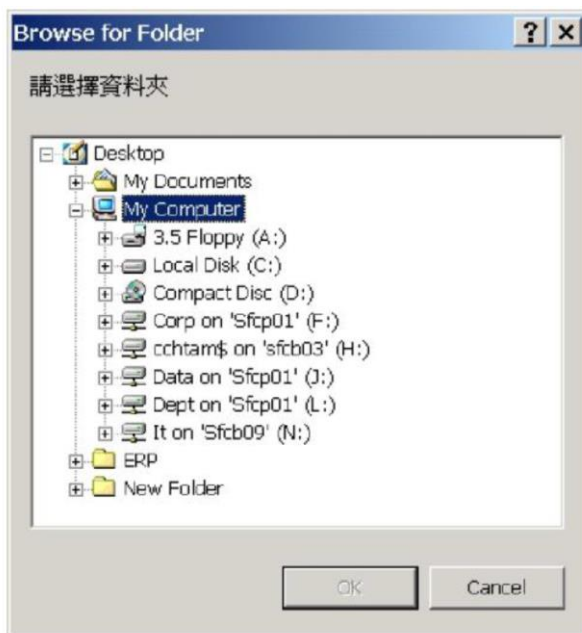 Browse for Folder
請選擇資料夾
Desktop
My Documents
My Computer
3.5 Floppy (A:)
Local Disk (C:)
Compact Disc (D:)
Corp on 'Sfcp01' (F:)
cchtam$ on 'sfcb03' (H:)
Data on 'Sfcp01' (J:)
Dept on 'Sfcp01' (L:)
It on 'Sfcb09' (N:)
ERP
New Folder
OK Cancel